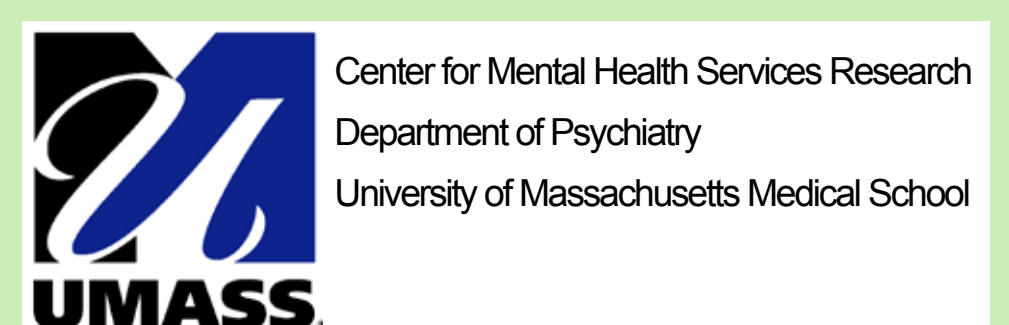 Center for Mental Health Services Research
Department of Psychiatry
University of Massachusetts Medical School
UMASS